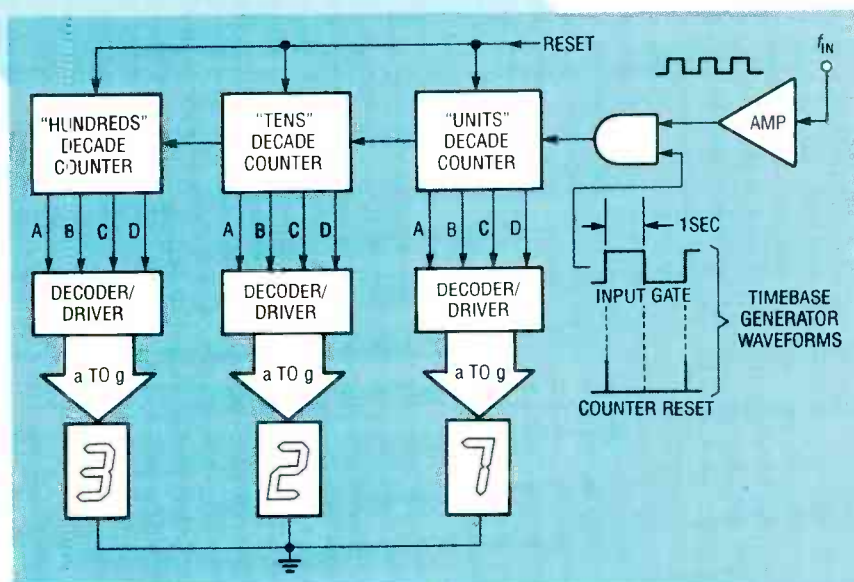 RESET
fIN
"HUNDREDS"
DECADE
COUNTER
"TENS"
DECADE
COUNTER
"UNITS"
DECADE
COUNTER
AMP
1SEC
A B C D
A B C D
A B C D
DECODER/
DRIVER
DECODER/
DRIVER
DECODER/
DRIVER
INPUT GATE
TIMEBASE
GENERATOR
WAVEFORMS
COUNTER RESET
a TO g
a TO g
a TO g
3
2
7